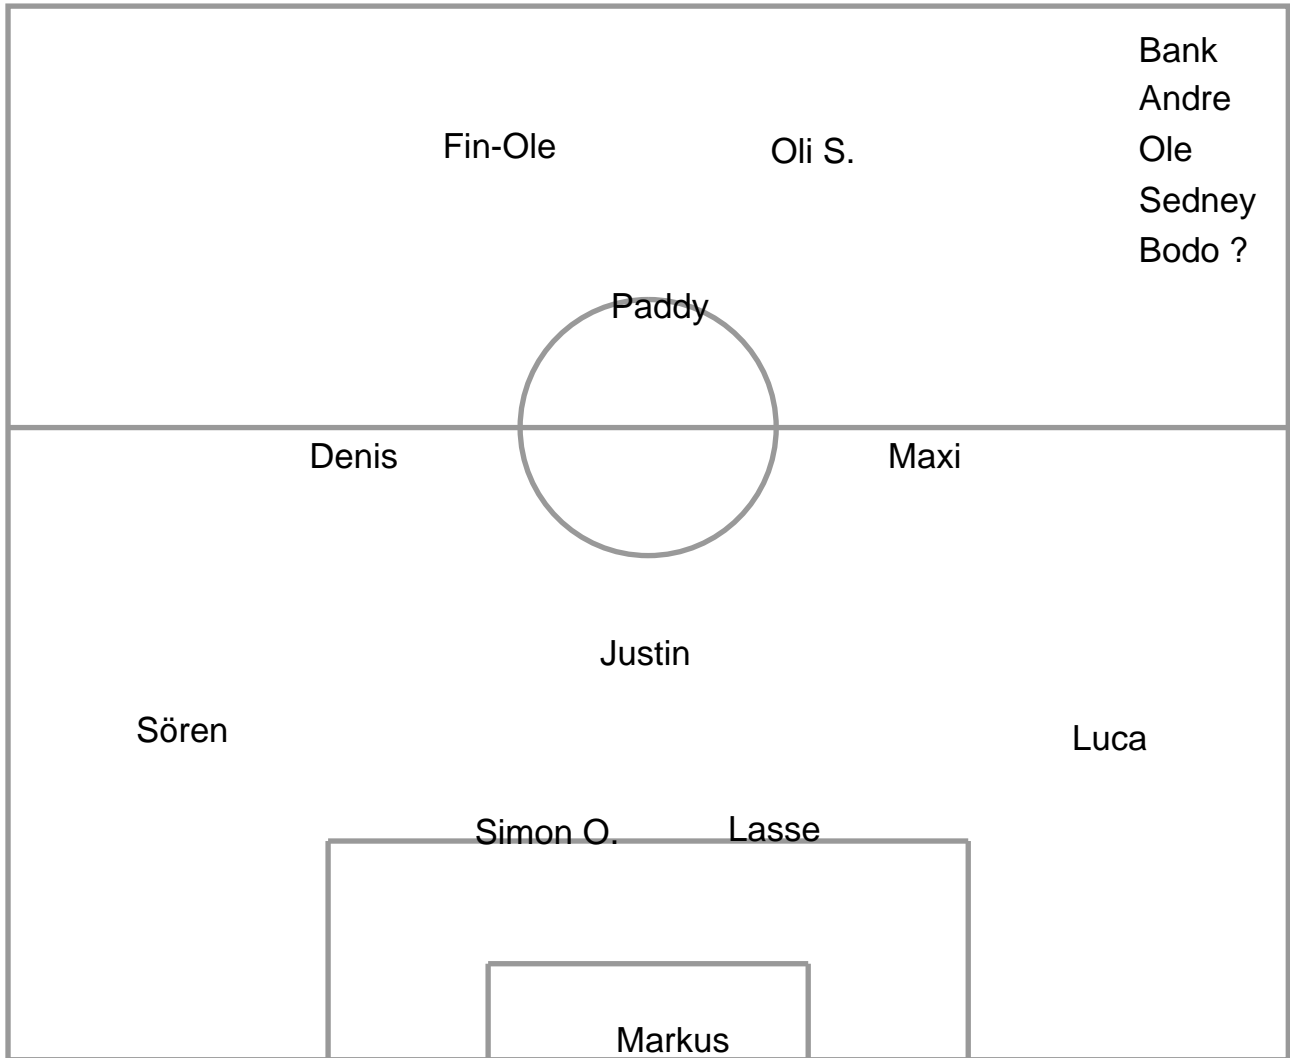 Bank
Andre
Fin-Ole
Oli S.
Ole
Sedney
Bodo ?
Paddy
Denis
Maxi
Justin
Sören
Luca
Simon O.
Lasse
Markus